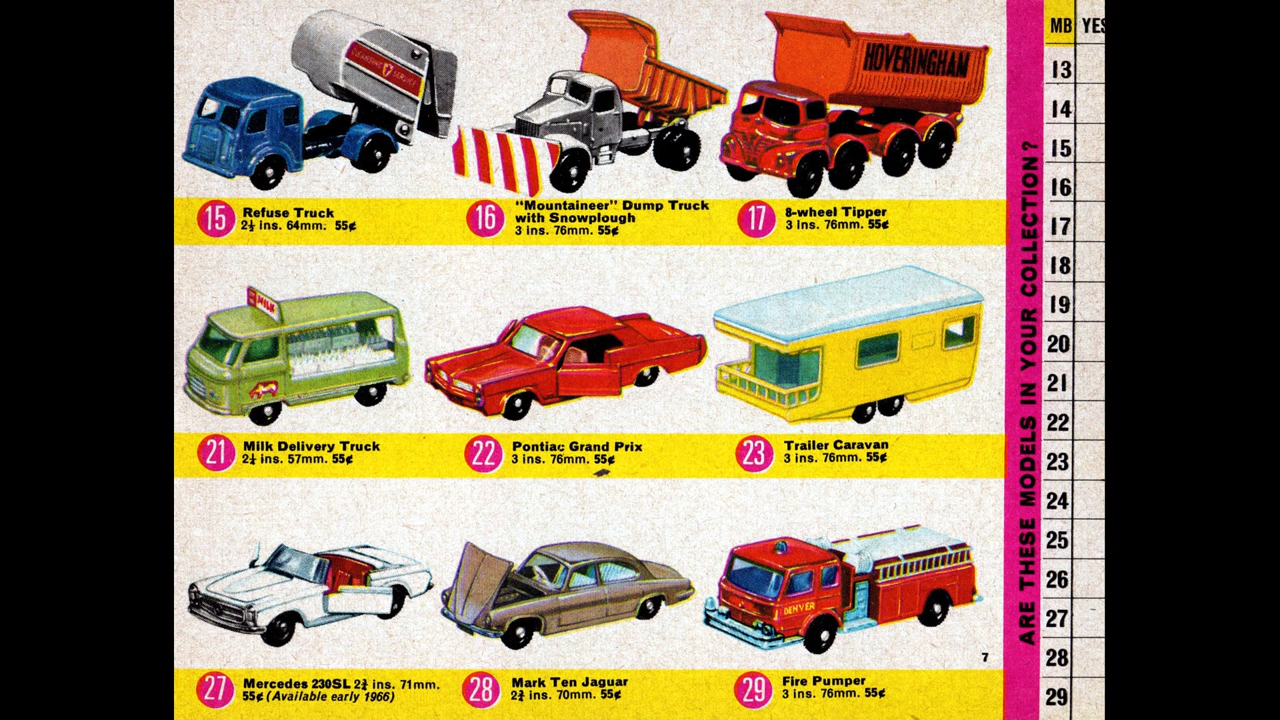 CLEANSING SERVICE
HOVERINGHAM
15 Refuse Truck
2¼ ins. 64mm. 55¢
16 “Mountaineer” Dump Truck
with Snowplough
3 ins. 76mm. 55¢
17 8-wheel Tipper
3 ins. 76mm. 55¢
MILK
21 Milk Delivery Truck
2¼ ins. 57mm. 55¢
22 Pontiac Grand Prix
3 ins. 76mm. 55¢
23 Trailer Caravan
3 ins. 76mm. 55¢
DENVER
7
27 Mercedes 230SL 2¾ ins. 71mm.
55¢ (Available early 1966)
28 Mark Ten Jaguar
2¾ ins. 70mm. 55¢
29 Fire Pumper
3 ins. 76mm. 55¢
ARE THESE MODELS IN YOUR COLLECTION?
MB YES
13
14
15
16
17
18
19
20
21
22
23
24
25
26
27
28
29